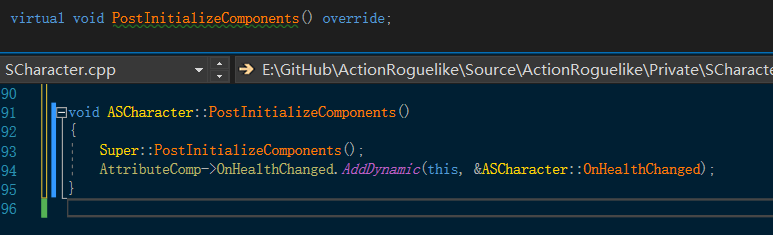 virtual void PostInitializeComponents() override;
SCharacter.cpp E:\GitHub\ActionRoguelike\Source\ActionRoguelike\Private\SCharacte
90
91 void ASCharacter::PostInitializeComponents()
92 {
93 Super::PostInitializeComponents();
94 AttributeComp->OnHealthChanged.AddDynamic(this, &ASCharacter::OnHealthChanged);
95 }
96